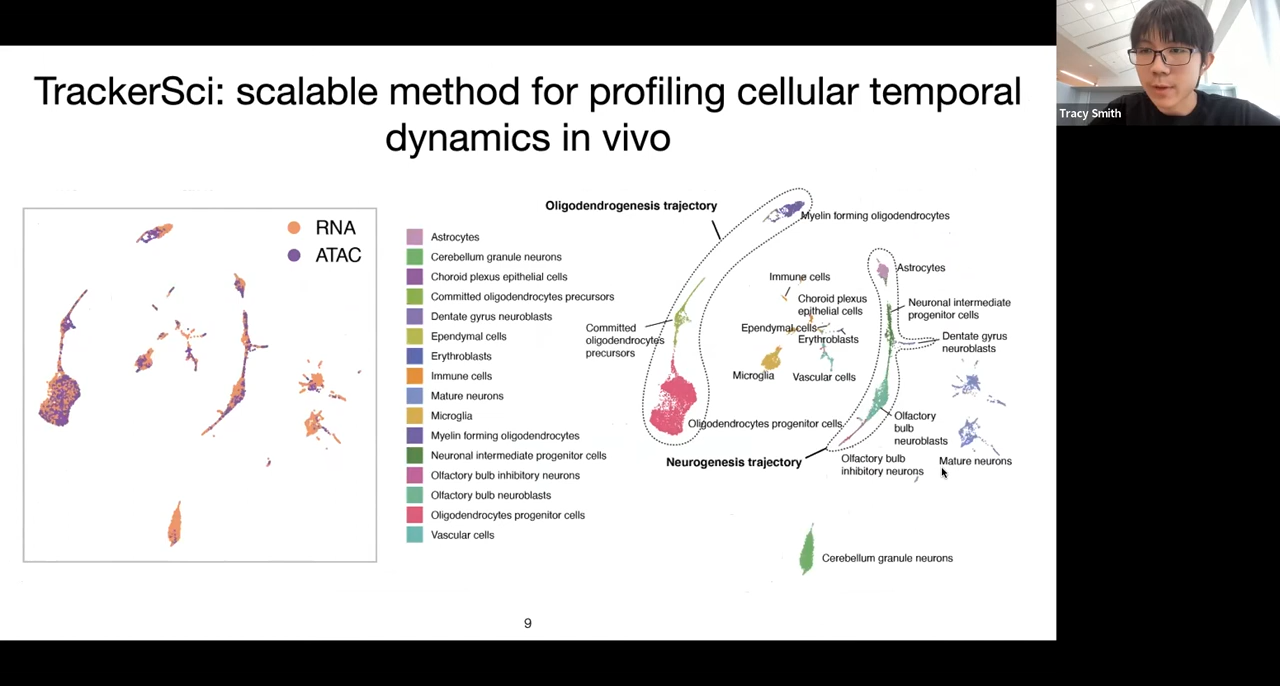 TrackerSci: scalable method for profiling cellular temporal
dynamics in vivo
RNA
ATAC
Astrocytes
Cerebellum granule neurons
Choroid plexus epithelial cells
Committed oligodendrocytes precursors
Dentate gyrus neuroblasts
Ependymal cells
Erythroblasts
Immune cells
Mature neurons
Microglia
Myelin forming oligodendrocytes
Neuronal intermediate progenitor cells
Olfactory bulb inhibitory neurons
Olfactory bulb neuroblasts
Oligodendrocytes progenitor cells
Vascular cells
Oligodendrogenesis trajectory
Myelin forming oligodendrocytes
Committed
oligodendrocytes
precursors
Oligodendrocytes progenitor cells
Immune cells
Choroid plexus
epithelial cells
Ependymal cells
Erythroblasts
Microglia
Vascular cells
Astrocytes
Neuronal intermediate
progenitor cells
Dentate gyrus
neuroblasts
Olfactory
bulb
neuroblasts
Neurogenesis trajectory
Olfactory bulb
inhibitory neurons
Mature neurons
Cerebellum granule neurons
9
Tracy Smith